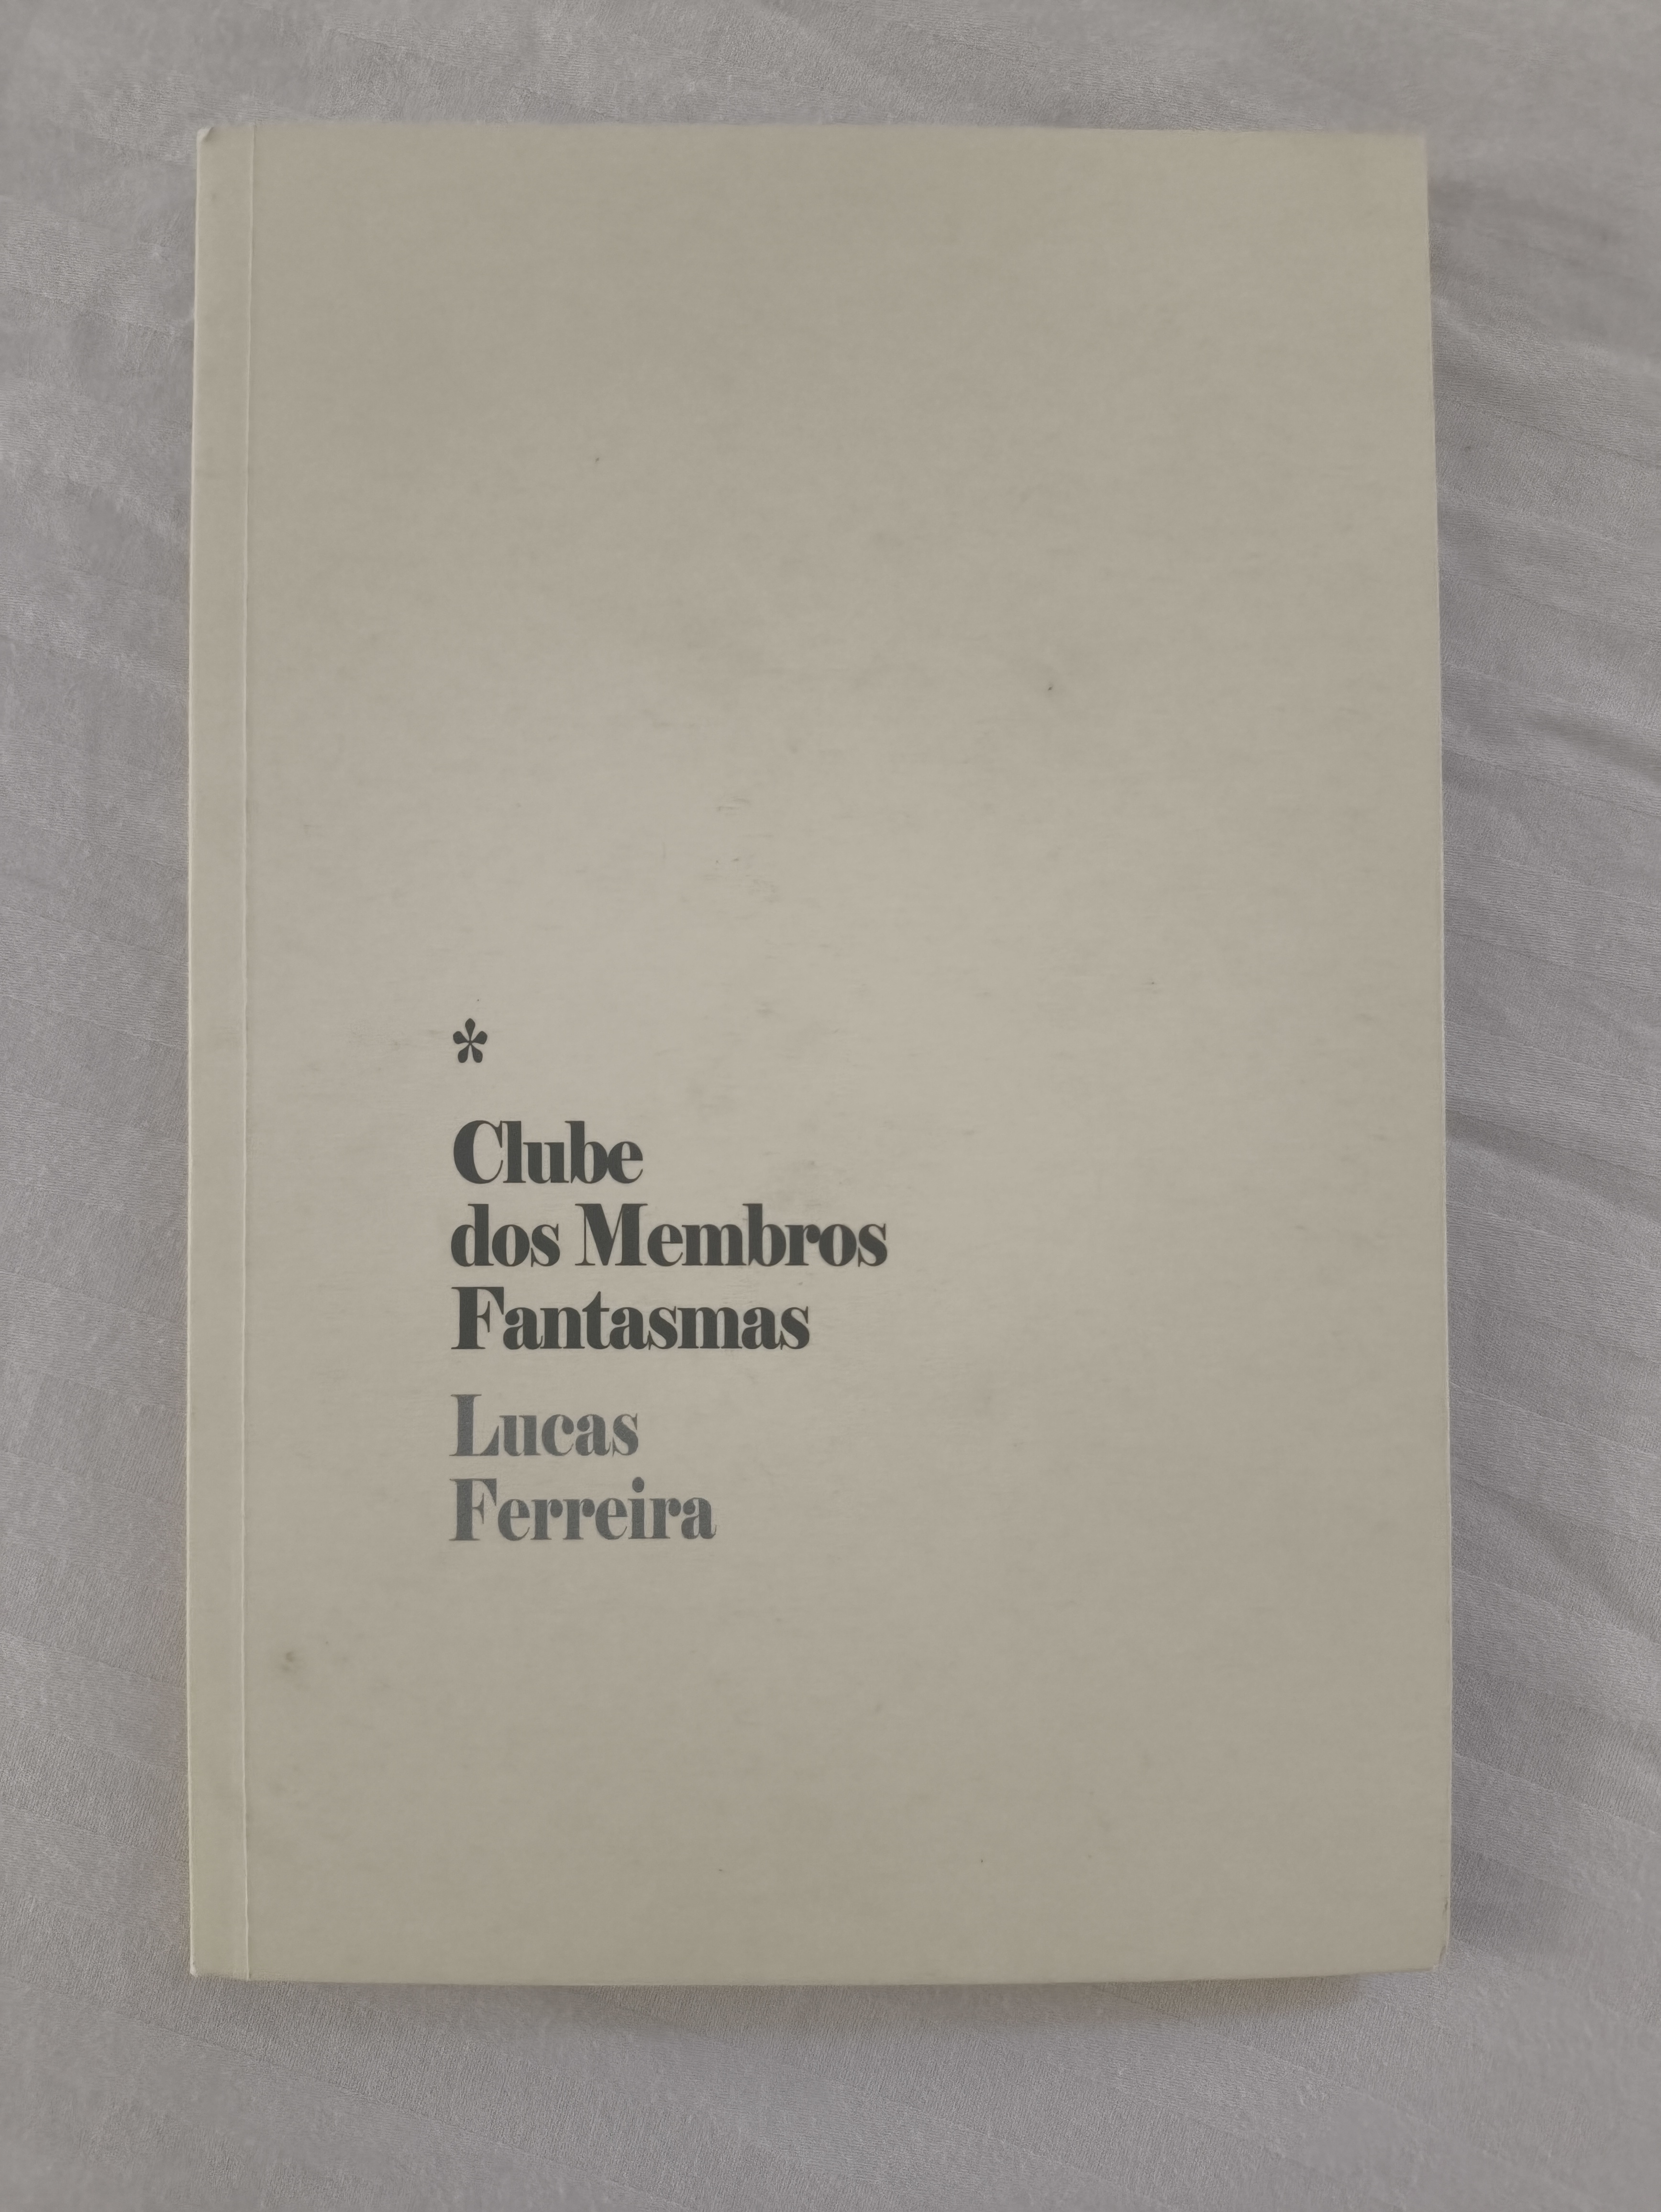 *
Clube
dos Membros
Fantasmas
Lucas
Ferreira